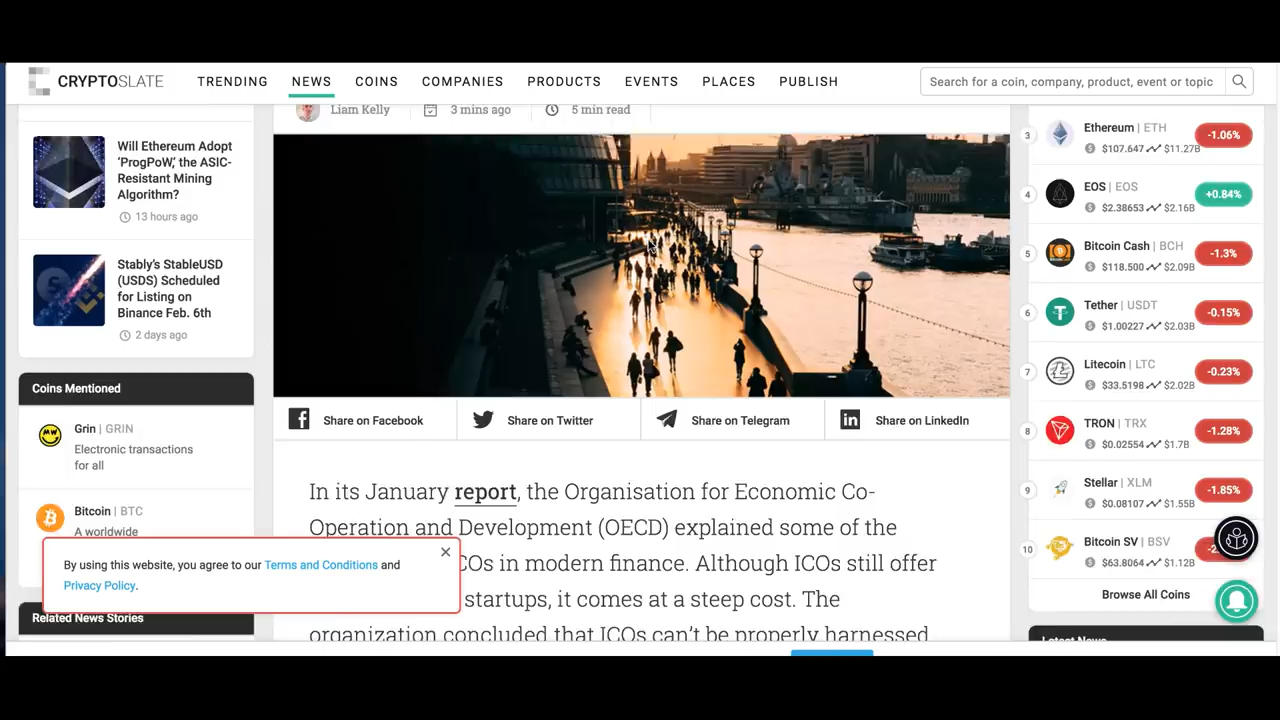 CRYPTOSLATE
TRENDING
NEWS
COINS
COMPANIES
PRODUCTS
EVENTS
PLACES
PUBLISH
Search for a coin, company, product, event or topic
Will Ethereum Adopt
‘ProgPoW,’ the ASIC-
Resistant Mining
Algorithm?
13 hours ago
Stably’s StableUSD
(USDS) Scheduled
for Listing on
Binance Feb. 6th
2 days ago
Coins Mentioned
Grin | GRIN
Electronic transactions
for all
Bitcoin | BTC
A worldwide
By using this website, you agree to our Terms and Conditions and
Privacy Policy.
Related News Stories
Liam Kelly
3 mins ago
5 min read
Share on Facebook
Share on Twitter
Share on Telegram
Share on LinkedIn
In its January report, the Organisation for Economic Co-
Operation and Development (OECD) explained some of the
COs in modern finance. Although ICOs still offer
startups, it comes at a steep cost. The
organization concluded that ICOs can’t be properly harnessed
3
Ethereum | ETH
$107.647
$11.27B
-1.06%
4
EOS | EOS
$2.38653
$2.16B
+0.84%
5
Bitcoin Cash | BCH
$118.500
$2.09B
-1.3%
6
Tether | USDT
$1.00227
$2.03B
-0.15%
7
Litecoin | LTC
$33.5198
$2.02B
-0.23%
8
TRON | TRX
$0.02554
$1.7B
-1.28%
9
Stellar | XLM
$0.08107
$1.55B
-1.85%
10
Bitcoin SV | BSV
$63.8064
$1.12B
Browse All Coins
Latest News